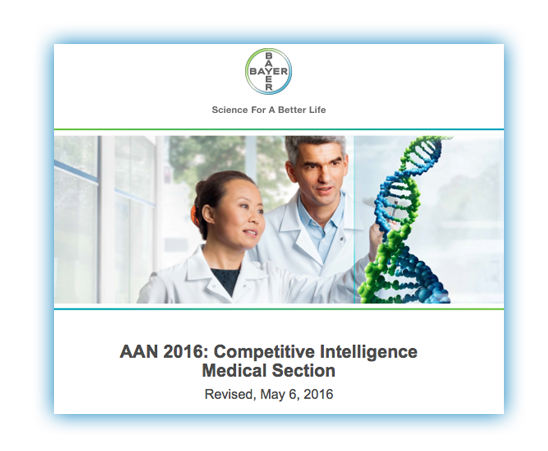 BAYER
BAYER
Science For A Better Life
AAN 2016: Competitive Intelligence
Medical Section
Revised, May 6, 2016